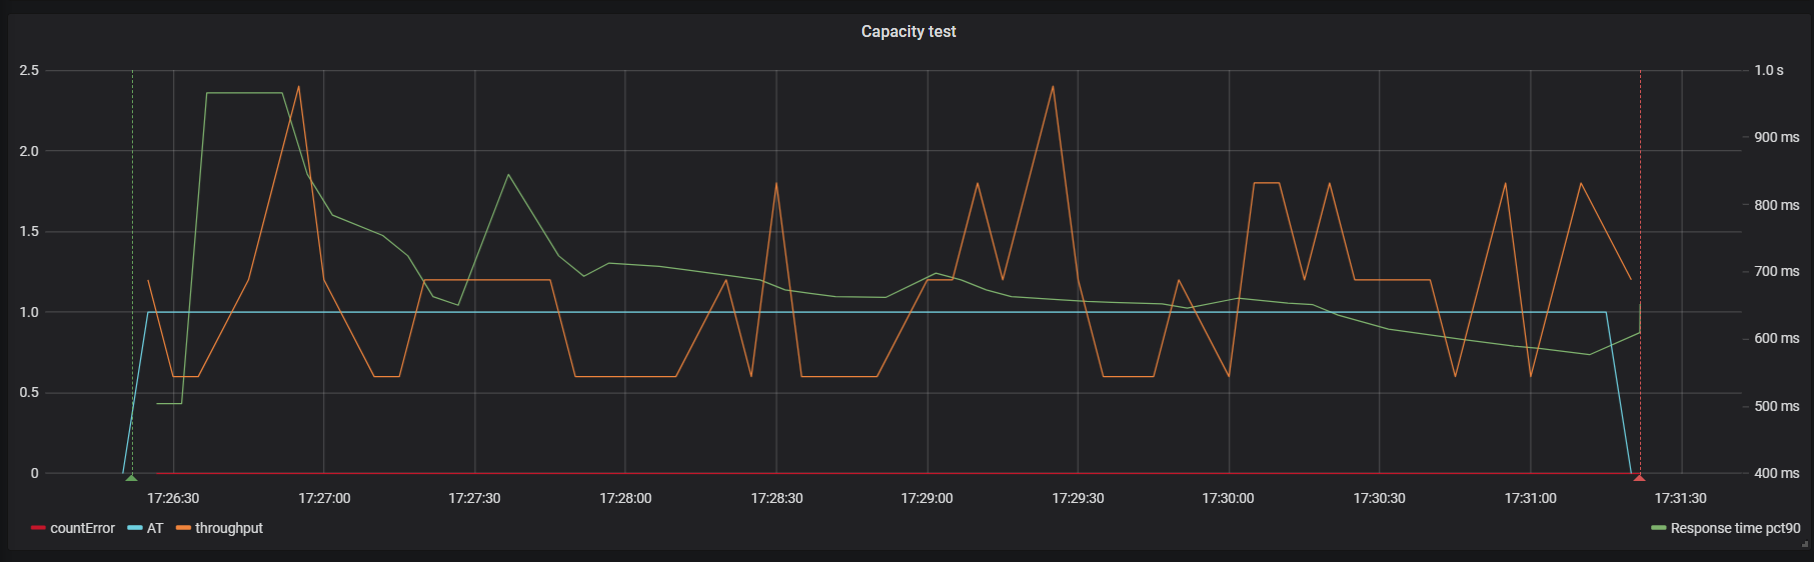 Capacity test
2.5 1.0 s
900 ms
2.0
800 ms
1.5
700 ms
1.0
600 ms
0.5 500 ms
0 400 ms
17:26:30 17:27:00 17:27:30 17:28:00 17:28:30 17:29:00 17:29:30 17:30:00 17:30:30 17:31:00 17:31:30
countError AT throughput Response time pct90